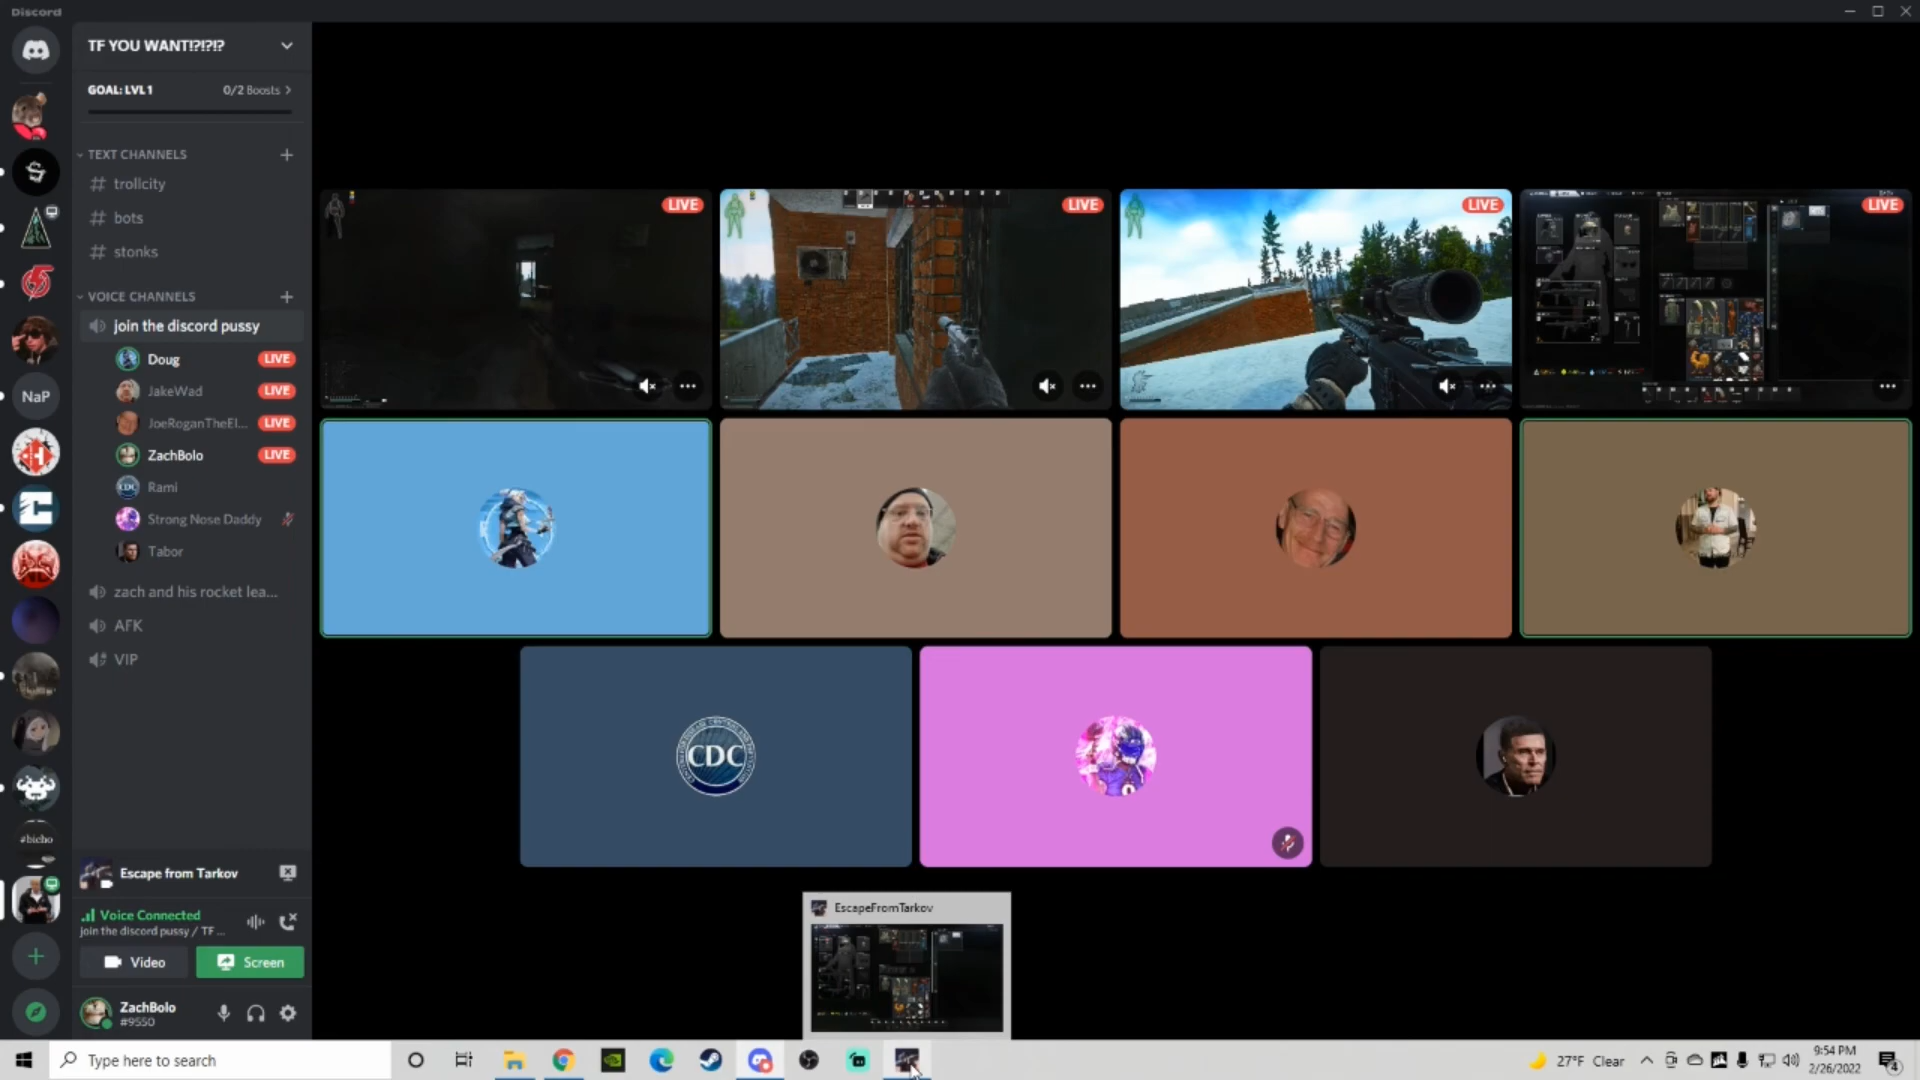 Discord
TF YOU WANT!?!?!?
GOAL: LVL 1
0/2 Boosts
TEXT CHANNELS
trollcity
bots
stonks
VOICE CHANNELS
join the discord pussy
Doug
LIVE
JakeWad
LIVE
JoeRoganTheEl...
LIVE
ZachBolo
LIVE
Rami
Strong Nose Daddy
Tabor
zach and his rocket lea...
AFK
VIP
NaP
#bicho
LIVE
LIVE
LIVE
LIVE
CDC
EscapeFromTarkov
Escape from Tarkov
Voice Connected
join the discord pussy / TF ...
Video
Screen
ZachBolo
#9550
Type here to search
27°F Clear
9:54 PM
2/26/2022
4